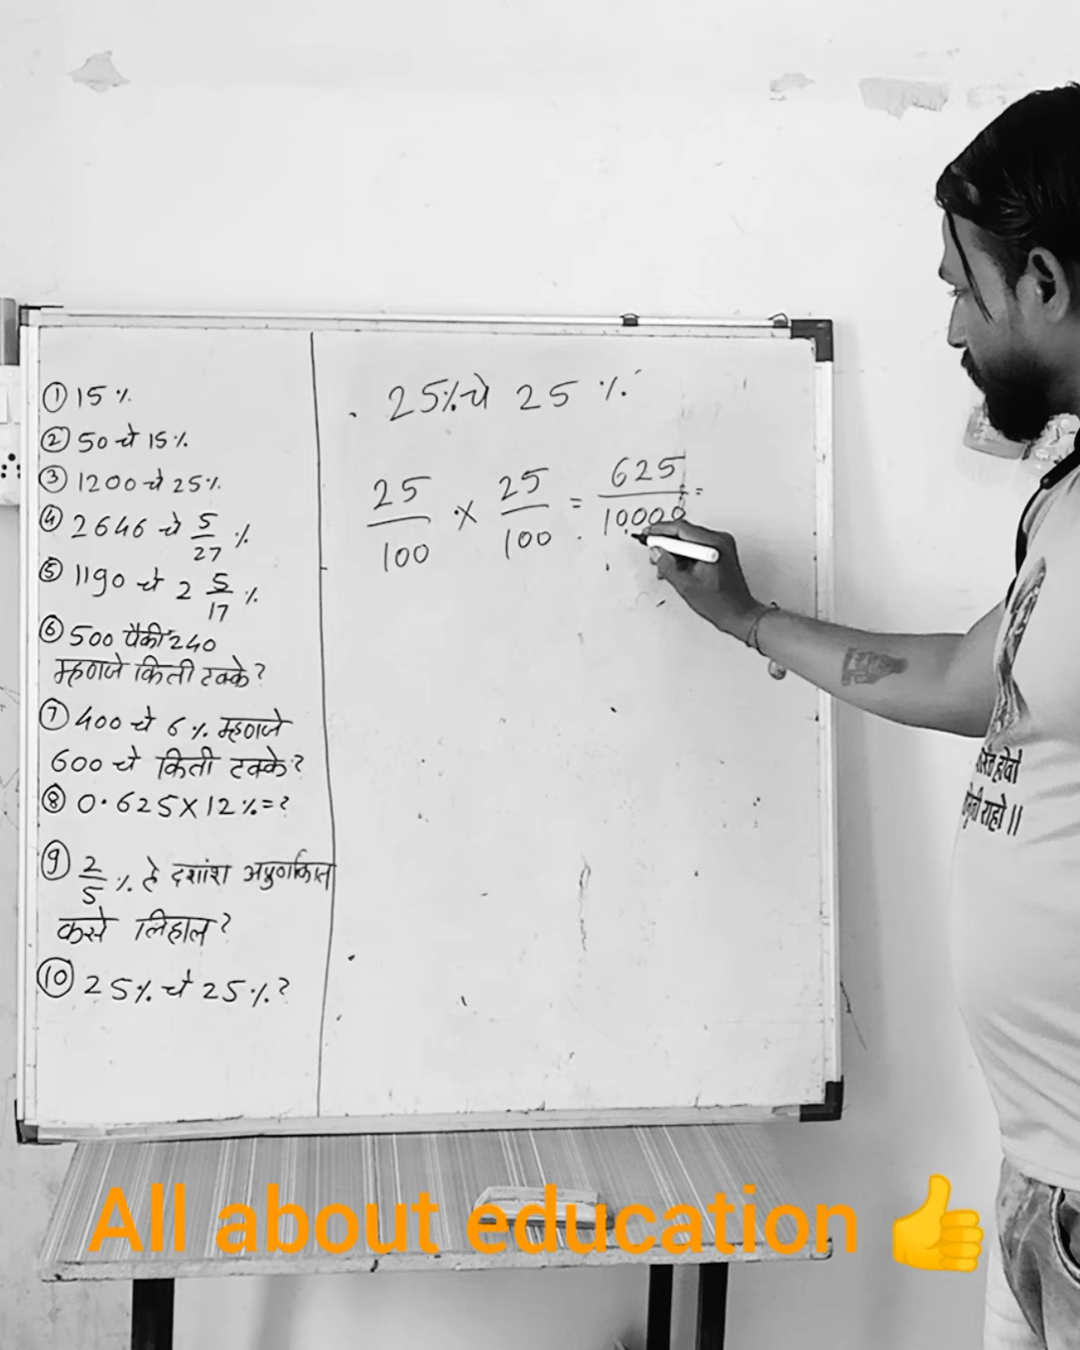 ① 15 %
② 50 चे 15 %
③ 1200 चे 25 %
④ 2646 चे 5/27 %
⑤ 1190 चे 2 5/17 %
⑥ 500 पैकी 240
म्हणजे किती टक्के?
⑦ 400 चे 6 % म्हणजे
600 चे किती टक्के?
⑧ 0.625 X 12 % = ?
⑨ 2/5 % हे दशांश अपुर्णांकात
कसे लिहाल?
⑩ 25 % चे 25 % ?
25 % चे 25 %
25/100 X 25/100 = 625/10000 =
राहो ||
All about education 👍